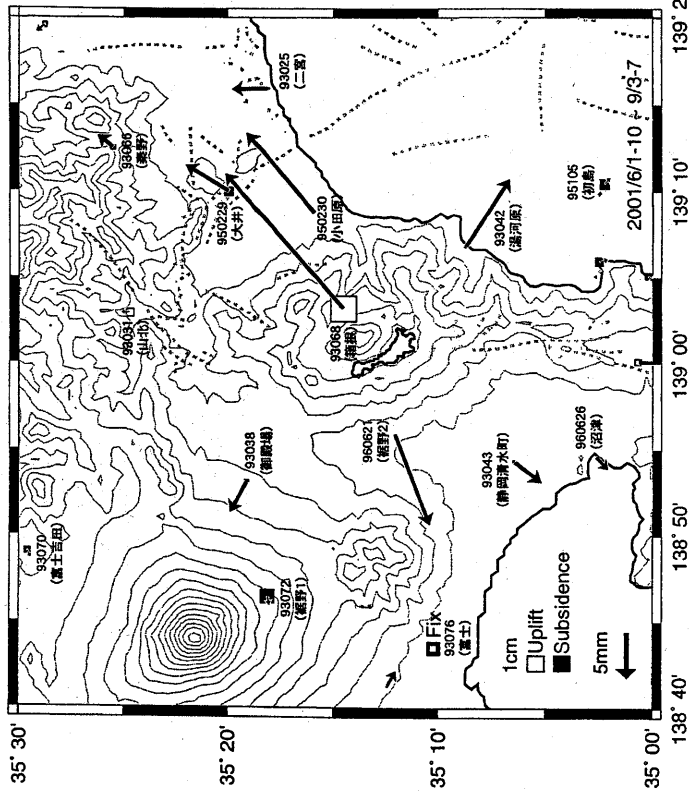 35° 30'
35° 20'
35° 10'
35° 00'
138° 40'
138° 50'
139° 00'
139° 10'
139° 2
93070
(富士吉田)
93066
(秦野)
(山北)
950229
(大井)
93025
(二宮)
93038
(御殿場)
93072
(裾野1)
93068
(箱根)
950230
(小田原)
960621
(裾野2)
Fix
93076
(富士)
93043
(静岡清水町)
93042
(湯河原)
95105
(初島)
960626
(沼津)
1cm
Uplift
Subsidence
5mm
2001/6/1-10 ~ 9/3-7